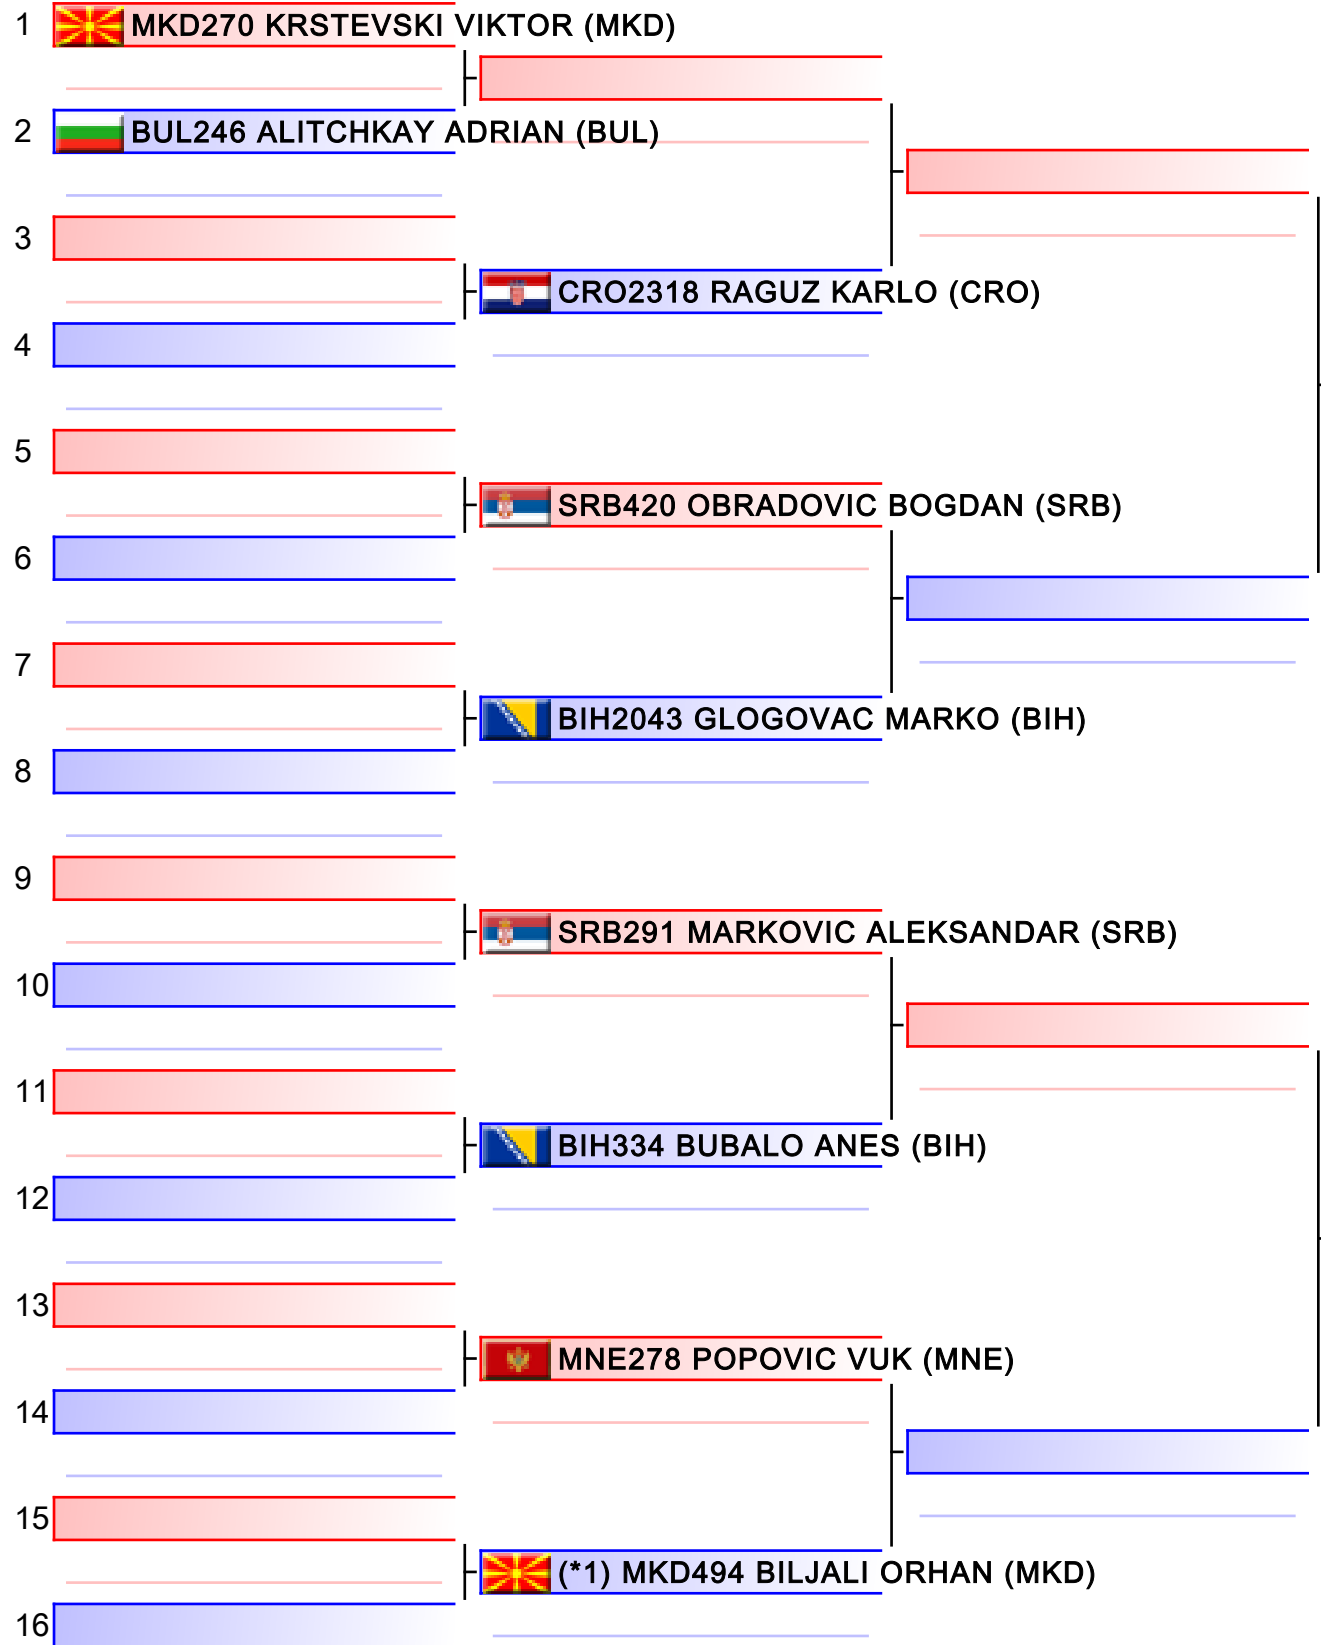 1 MKD270 KRSTEVSKI VIKTOR (MKD)
2 BUL246 ALITCHKAY ADRIAN (BUL)
3
CRO2318 RAGUZ KARLO (CRO)
4
5
SRB420 OBRADOVIC BOGDAN (SRB)
6
7
BIH2043 GLOGOVAC MARKO (BIH)
8
9
SRB291 MARKOVIC ALEKSANDAR (SRB)
10
11
BIH334 BUBALO ANES (BIH)
12
13
MNE278 POPOVIC VUK (MNE)
14
15
(*1) MKD494 BILJALI ORHAN (MKD)
16